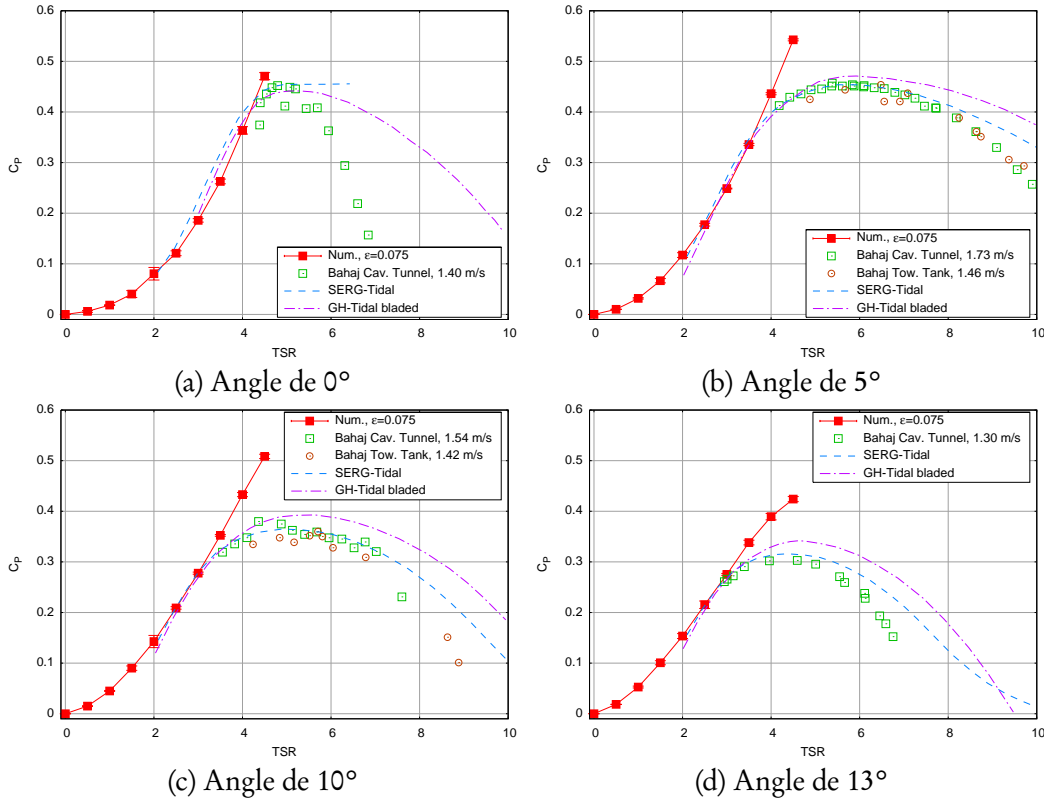 0.6
0.5
0.4
0.3
0.2
0.1
0
C_P
0 2 4 6 8 10
TSR
Num., ε=0.075
Bahaj Cav. Tunnel, 1.40 m/s
SERG-Tidal
GH-Tidal bladed
(a) Angle de 0°
0.6
0.5
0.4
0.3
0.2
0.1
0
C_P
0 2 4 6 8 10
TSR
Num., ε=0.075
Bahaj Cav. Tunnel, 1.73 m/s
Bahaj Tow. Tank, 1.46 m/s
SERG-Tidal
GH-Tidal bladed
(b) Angle de 5°
0.6
0.5
0.4
0.3
0.2
0.1
0
C_P
0 2 4 6 8 10
TSR
Num., ε=0.075
Bahaj Cav. Tunnel, 1.54 m/s
Bahaj Tow. Tank, 1.42 m/s
SERG-Tidal
GH-Tidal bladed
(c) Angle de 10°
0.6
0.5
0.4
0.3
0.2
0.1
0
C_P
0 2 4 6 8 10
TSR
Num., ε=0.075
Bahaj Cav. Tunnel, 1.30 m/s
SERG-Tidal
GH-Tidal bladed
(d) Angle de 13°